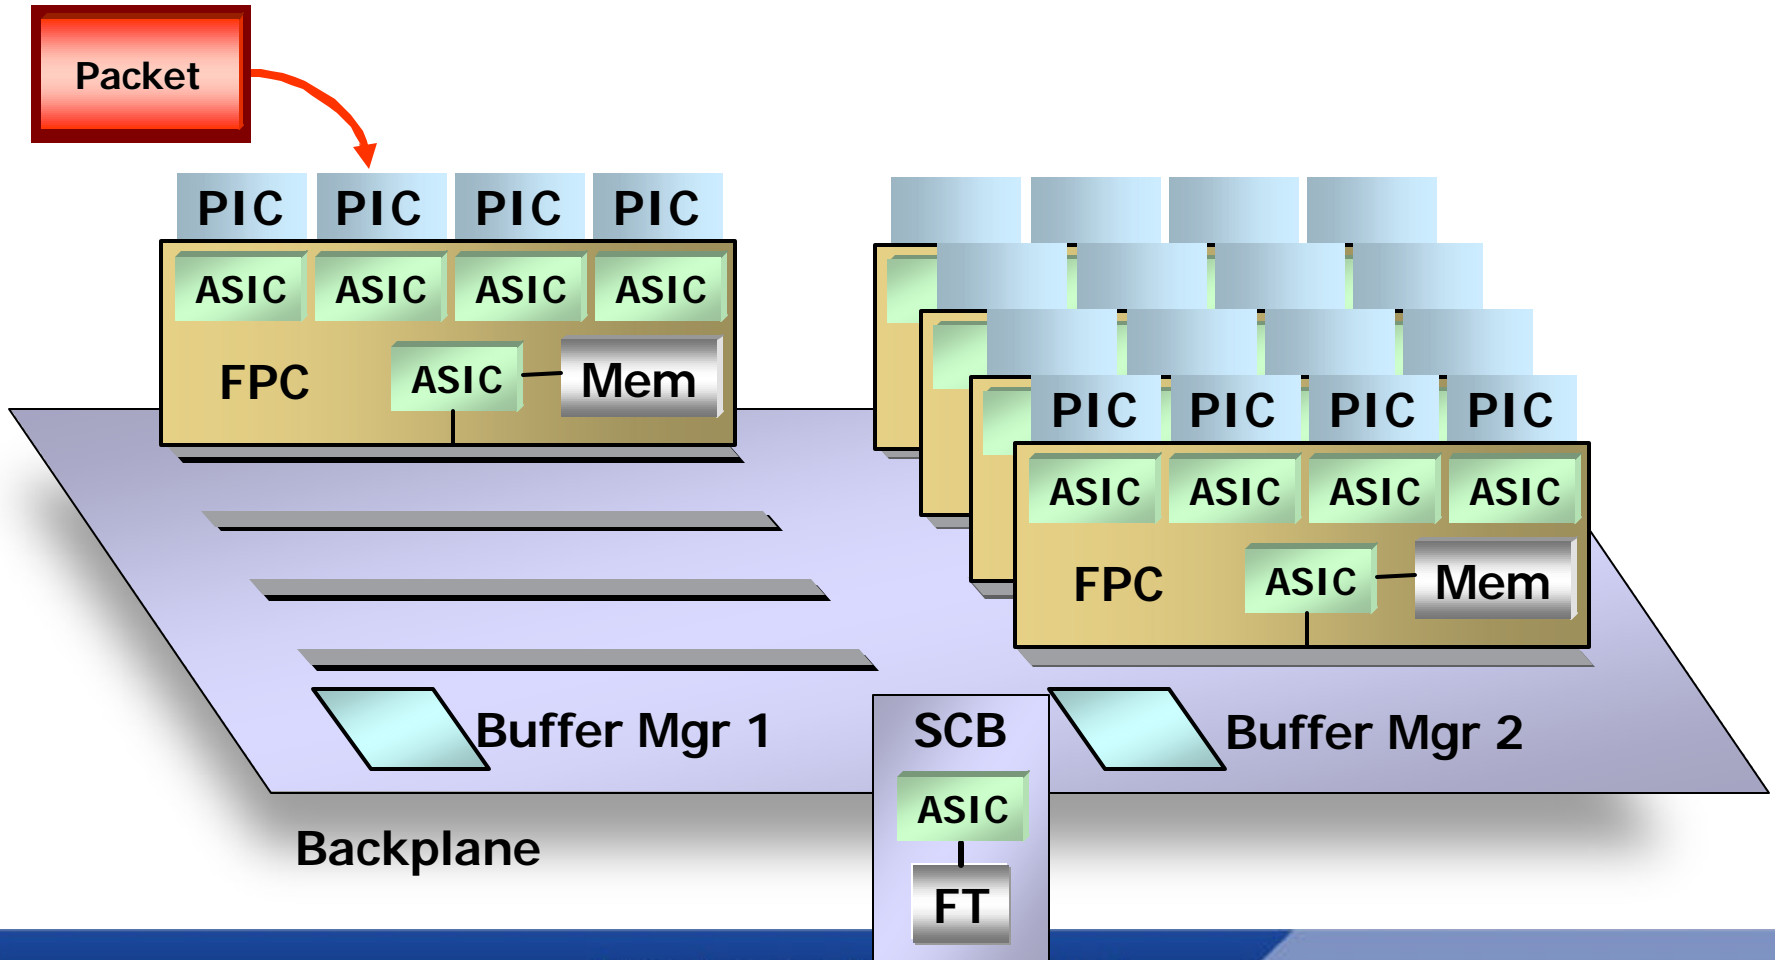 Packet
PIC PIC PIC PIC
ASIC ASIC ASIC ASIC
FPC ASIC Mem
PIC PIC PIC PIC
ASIC ASIC ASIC ASIC
FPC ASIC Mem
Buffer Mgr 1
SCB
Buffer Mgr 2
ASIC
Backplane
FT